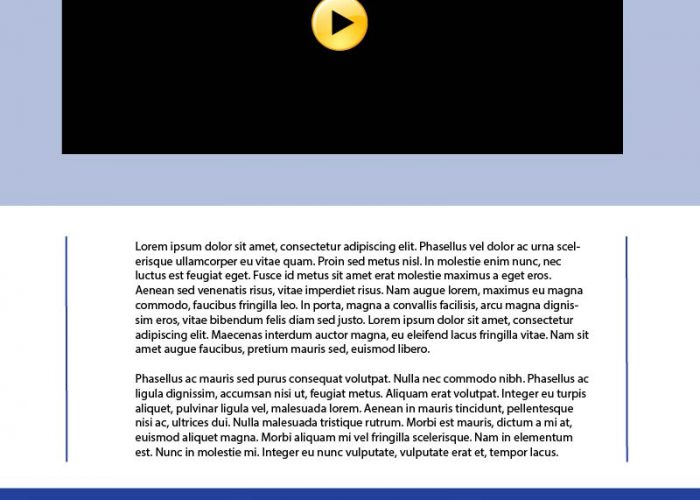 Lorem ipsum dolor sit amet, consectetur adipiscing elit. Phasellus vel dolor ac urna scel-
erisque ullamcorper eu vitae quam. Proin sed metus nisl. In molestie enim nunc, nec
luctus est feugiat eget. Fusce id metus sit amet erat molestie maximus a eget eros.
Aenean sed venenatis risus, vitae imperdiet risus. Nam augue lorem, maximus eu magna
commodo, faucibus fringilla leo. In porta, magna a convallis facilisis, arcu magna dignis-
sim eros, vitae bibendum felis diam sed justo. Lorem ipsum dolor sit amet, consectetur
adipiscing elit. Maecenas interdum auctor magna, eu eleifend lacus fringilla vitae. Nam sit
amet augue faucibus, pretium mauris sed, euismod libero.
Phasellus ac mauris sed purus consequat volutpat. Nulla nec commodo nibh. Phasellus ac
ligula dignissim, accumsan nisi ut, feugiat metus. Aliquam erat volutpat. Integer eu turpis
aliquet, pulvinar ligula vel, malesuada lorem. Aenean in mauris tincidunt, pellentesque
nisi ac, ultrices dui. Nulla malesuada tristique rutrum. Morbi est mauris, dictum a mi at,
euismod aliquet magna. Morbi aliquam mi vel fringilla scelerisque. Nam in elementum
est. Nunc in molestie mi. Integer eu nunc vulputate, vulputate erat et, tempor lacus.